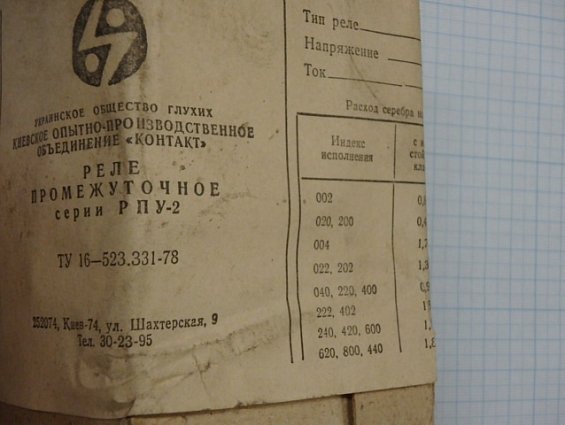 УКРАИНСКОЕ ОБЩЕСТВО ГЛУХИХ
КИЕВСКОЕ ОПЫТНО-ПРОИЗВОДСТВЕННОЕ
ОБЪЕДИНЕНИЕ «КОНТАКТ»
РЕЛЕ
ПРОМЕЖУТОЧНОЕ
серии РПУ-2
ТУ 16—523.331-78
252074, Киев-74, ул. Шахтерская, 9
Тел. 30-23-95
Тип реле
Напряжение
Ток
Расход серебра
Индекс
исполнения
002
020, 200
004
022, 202
040, 220, 400
222, 402
240, 420, 600
620, 800, 440